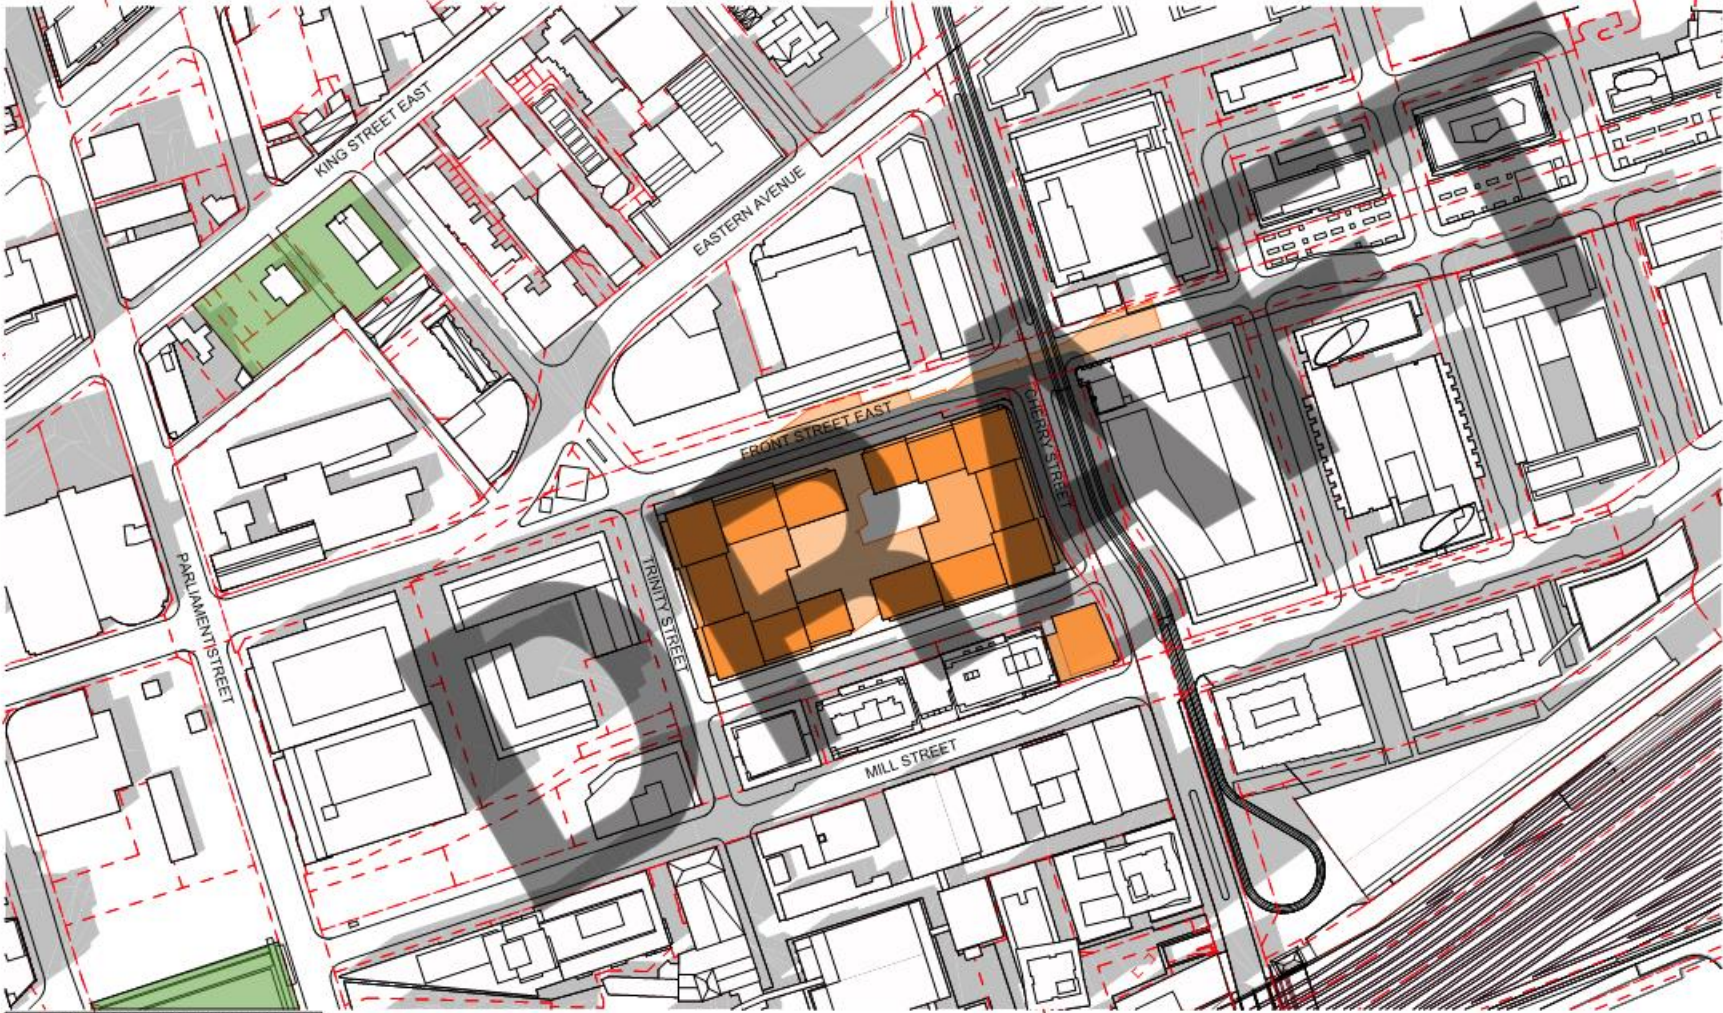 KING STREET EAST
EASTERN AVENUE
FRONT STREET EAST
CHERRY STREET
TRINITY STREET
PARLIAMENT STREET
MILL STREET
DRAFT